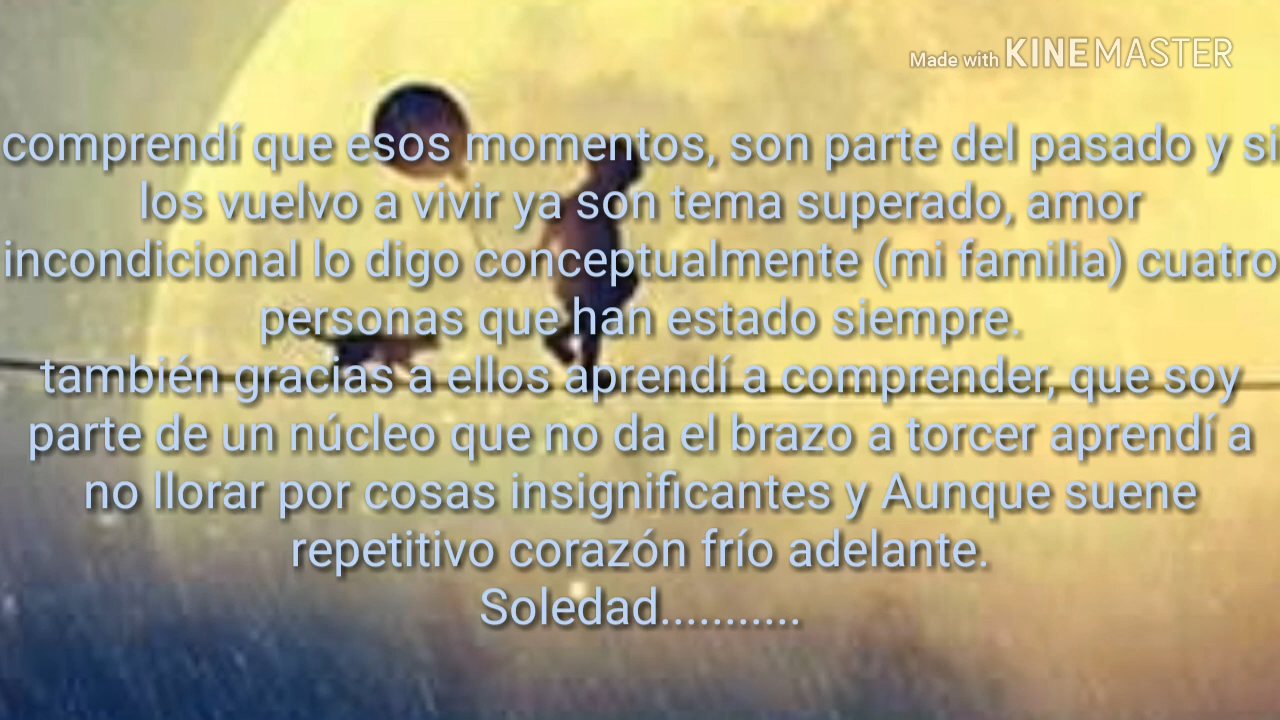 Made with KINEMASTER
comprendí que esos momentos, son parte del pasado y si
los vuelvo a vivir ya son tema superado, amor
incondicional lo digo conceptualmente (mi familia) cuatro
personas que han estado siempre.
también gracias a ellos aprendí a comprender, que soy
parte de un núcleo que no da el brazo a torcer aprendí a
no llorar por cosas insignificantes y Aunque suene
repetitivo corazón frío adelante.
Soledad...........